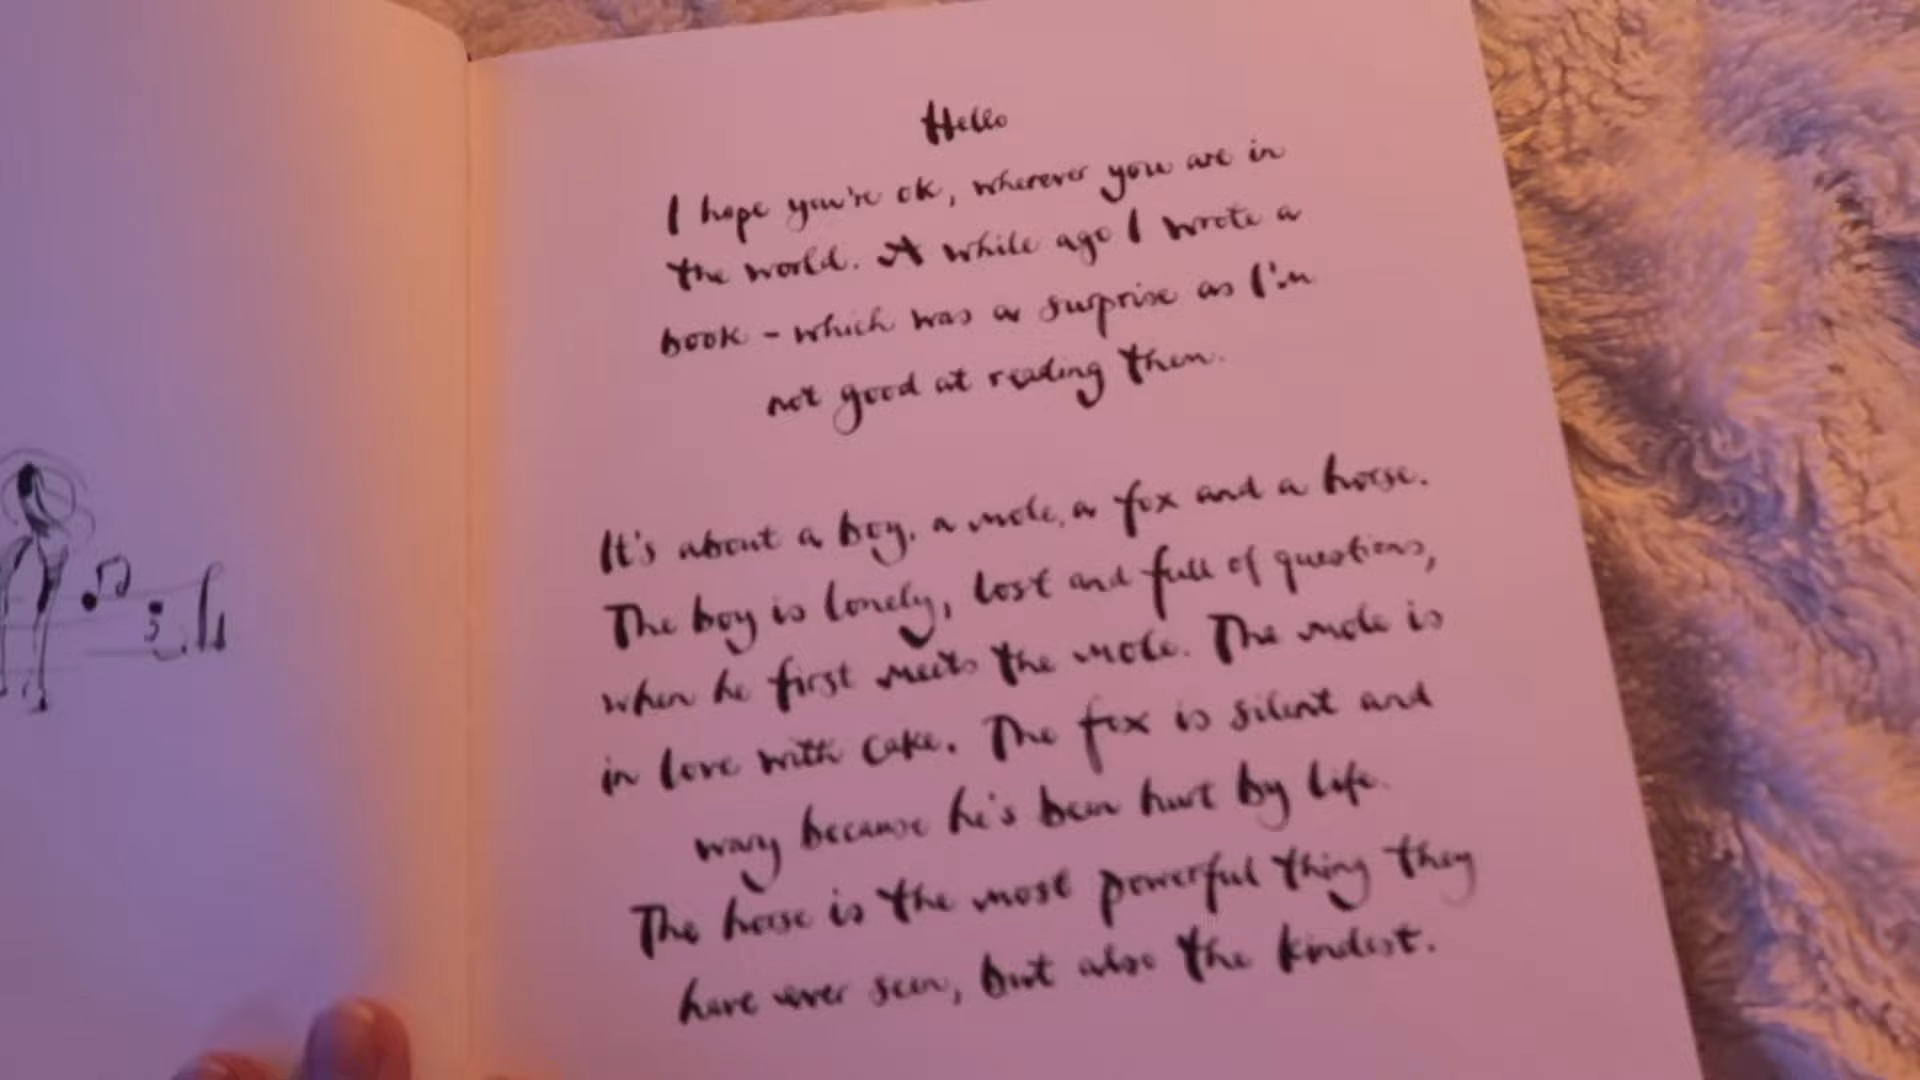 Hello
I hope you're ok, wherever you are in
the world. A while ago I wrote a
book - which was a surprise as I'm
not good at reading them.
It's about a boy, a mole, a fox and a horse.
The boy is lonely, lost and full of questions,
when he first meets the mole. The mole is
in love with cake. The fox is silent and
wary because he's been hurt by life.
The horse is the most powerful thing they
have ever seen, but also the kindest.